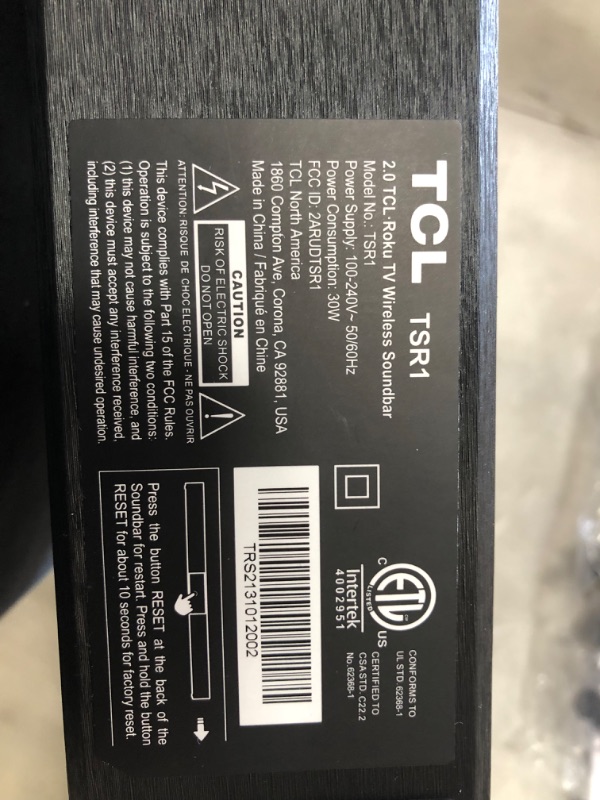 TCL TSR1
2.0 TCL·Roku TV Wireless Soundbar
Model No.: TSR1
Power Supply: 100-240V~ 50/60Hz
Power Consumption: 30W
FCC ID: 2ARUDTSR1
TCL North America
1860 Compton Ave, Corona, CA 92881, USA
Made in China / Fabriqué en Chine
CAUTION
RISK OF ELECTRIC SHOCK
DO NOT OPEN
ATTENTION: RISQUE DE CHOC ELECTRIQUE - NE PAS OUVRIR
This device complies with Part 15 of the FCC Rules.
Operation is subject to the following two conditions:
(1) this device may not cause harmful interference, and
(2) this device must accept any interference received,
including interference that may cause undesired operation.
C ETL US
LISTED
Intertek
4002951
CONFORMS TO
UL STD. 62368-1
CERTIFIED TO
CSA STD. C22.2
No. 62368-1
TRS2131012002
Press the button RESET at the back of the
Soundbar for restart. Press and hold the button
RESET for about 10 seconds for factory reset.